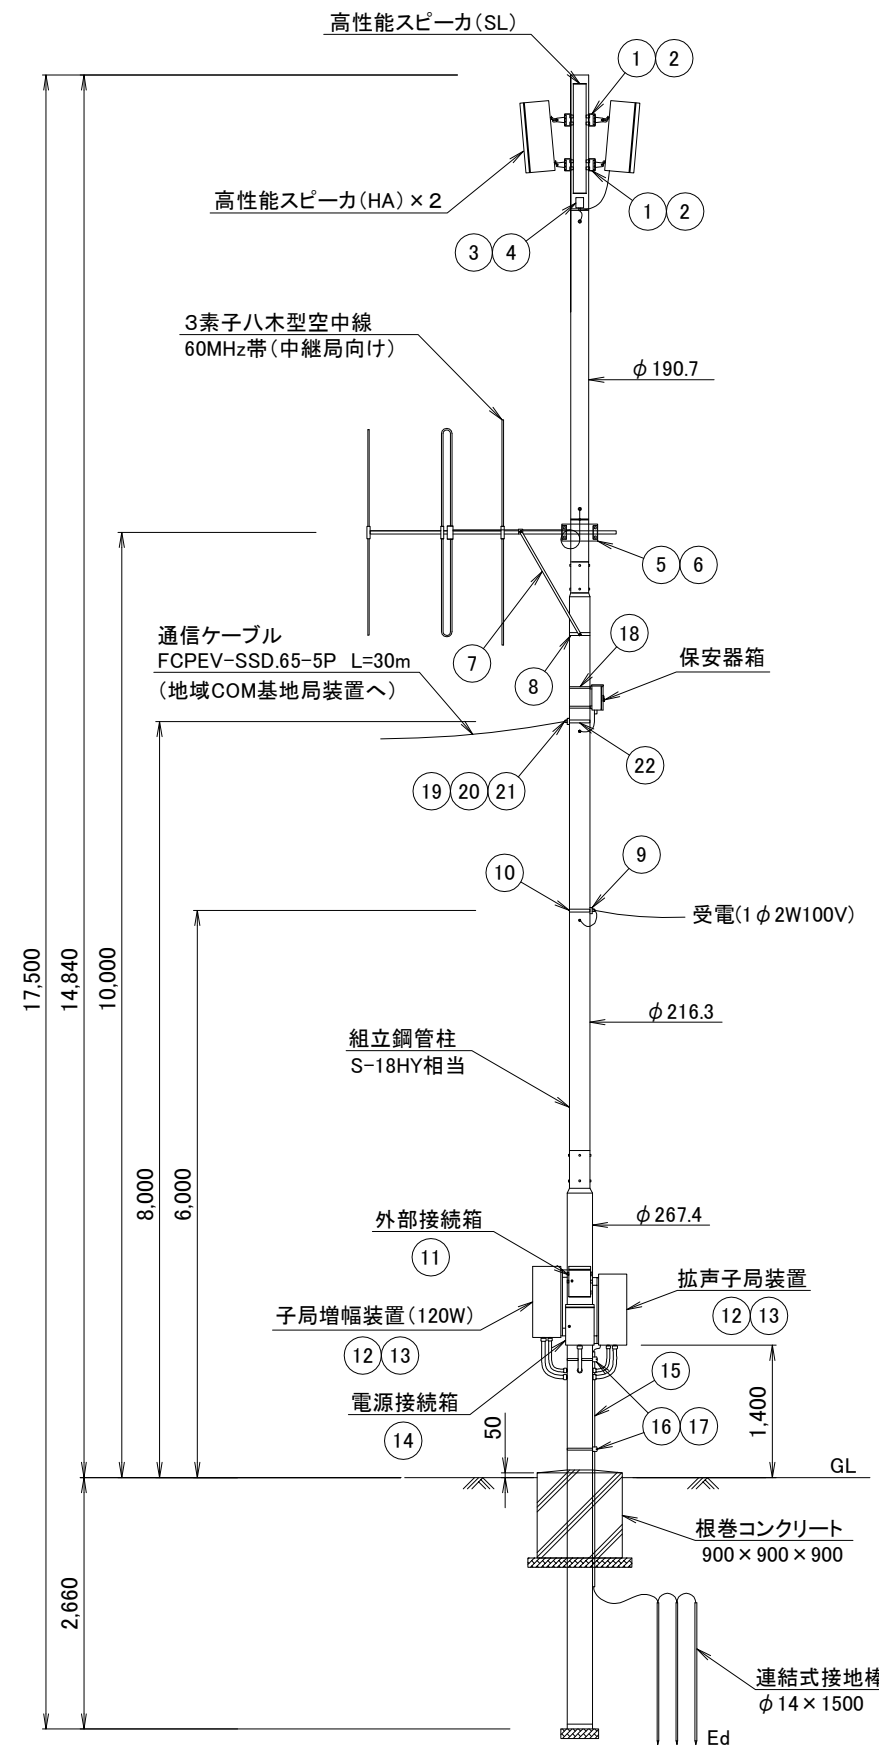 高性能スピーカ(SL)
1 2
高性能スピーカ(HA)×2
1 2
3 4
3素子八木型空中線
60MHz帯(中継局向け)
φ190.7
5 6
通信ケーブル
FCPEV-SSD.65-5P L=30m
(地域COM基地局装置へ)
7
8
18
保安器箱
22
19 20 21
9
10
受電(1φ2W100V)
17,500
14,840
10,000
φ216.3
組立鋼管柱
S-18HY相当
8,000
6,000
φ267.4
外部接続箱
11
拡声子局装置
12 13
子局増幅装置(120W)
12 13
15
電源接続箱
14
16 17
50
1,400
GL
根巻コンクリート
900×900×900
2,660
連結式接地棒
φ14×1500
Ed